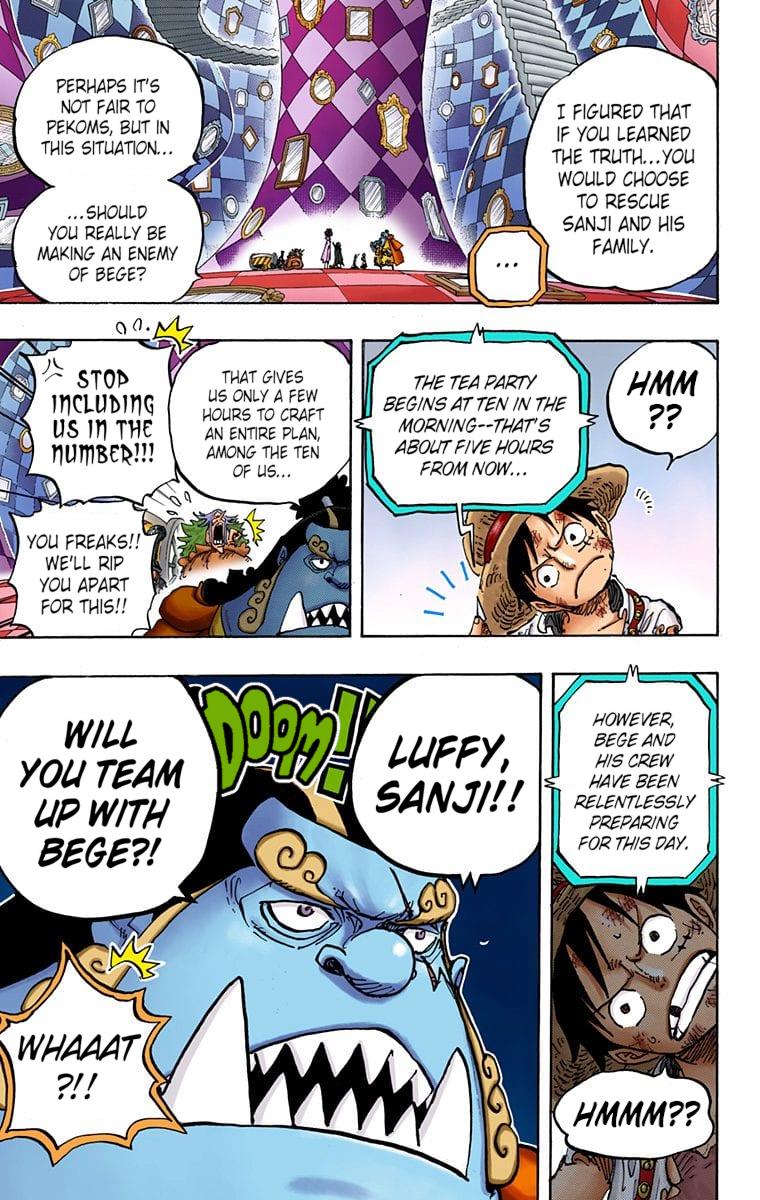 I FIGURED THAT
IF YOU LEARNED
THE TRUTH...YOU
WOULD CHOOSE
TO RESCUE
SANJI AND HIS
FAMILY.
...
PERHAPS IT'S
NOT FAIR TO
PEKOMS, BUT IN
THIS SITUATION...
...SHOULD
YOU REALLY BE
MAKING AN ENEMY
OF BEGE?
HMM
??
THE TEA PARTY
BEGINS AT TEN IN THE
MORNING--THAT'S
ABOUT FIVE HOURS
FROM NOW...
THAT GIVES
US ONLY A FEW
HOURS TO CRAFT
AN ENTIRE PLAN,
AMONG THE TEN
OF US...
STOP
INCLUDING
US IN THE
NUMBER!!!
YOU FREAKS!!
WE'LL RIP
YOU APART
FOR THIS!!
HOWEVER,
BEGE AND
HIS CREW
HAVE BEEN
RELENTLESSLY
PREPARING
FOR THIS DAY.
HMMM??
LUFFY,
SANJI!!
DOOM!!
WILL
YOU TEAM
UP WITH
BEGE?!
WHAAAT
?!!